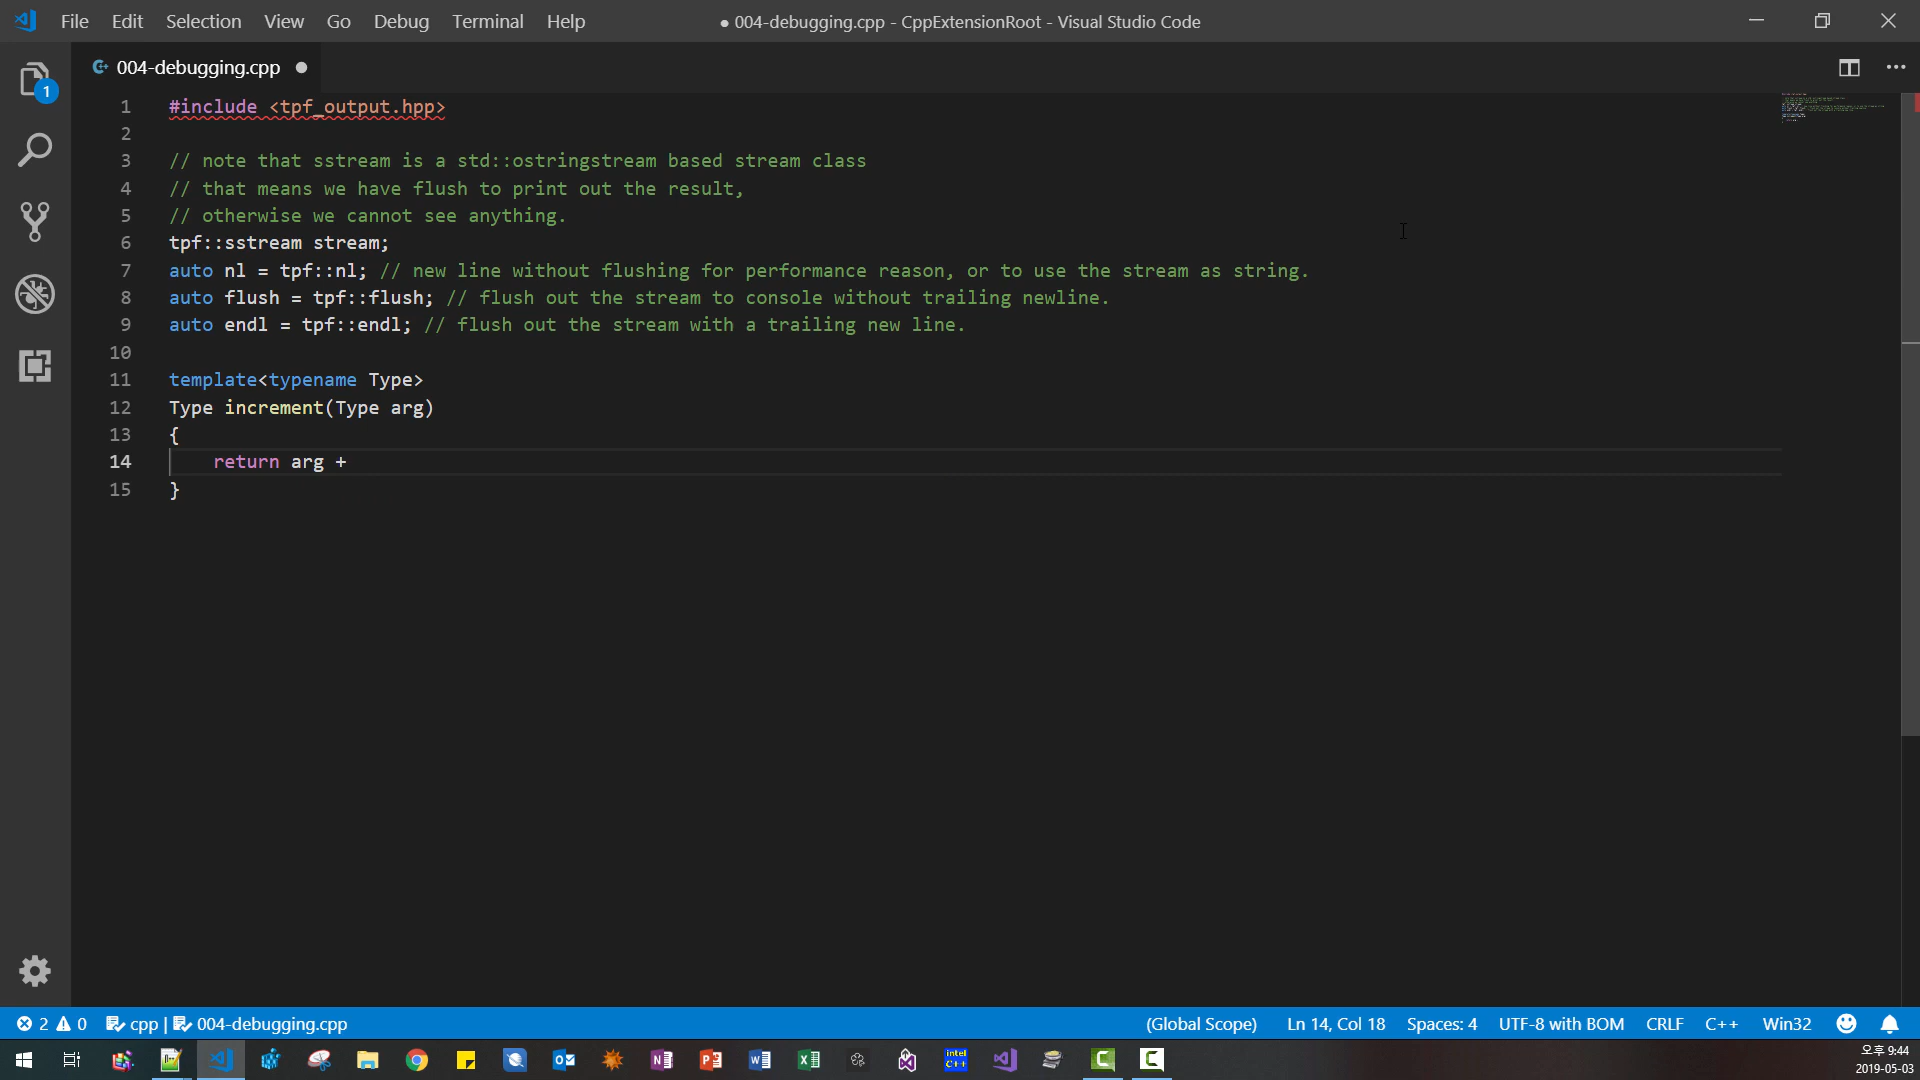 File Edit Selection View Go Debug Terminal Help
● 004-debugging.cpp - CppExtensionRoot - Visual Studio Code
004-debugging.cpp ●
1
1 #include <tpf_output.hpp>
2
3 // note that sstream is a std::ostringstream based stream class
4 // that means we have flush to print out the result,
5 // otherwise we cannot see anything.
6 tpf::sstream stream;
7 auto nl = tpf::nl; // new line without flushing for performance reason, or to use the stream as string.
8 auto flush = tpf::flush; // flush out the stream to console without trailing newline.
9 auto endl = tpf::endl; // flush out the stream with a trailing new line.
10
11 template<typename Type>
12 Type increment(Type arg)
13 {
14     return arg +
15 }
2 0 cpp | 004-debugging.cpp (Global Scope) Ln 14, Col 18 Spaces: 4 UTF-8 with BOM CRLF C++ Win32
intel C++
오후 9:44
2019-05-03